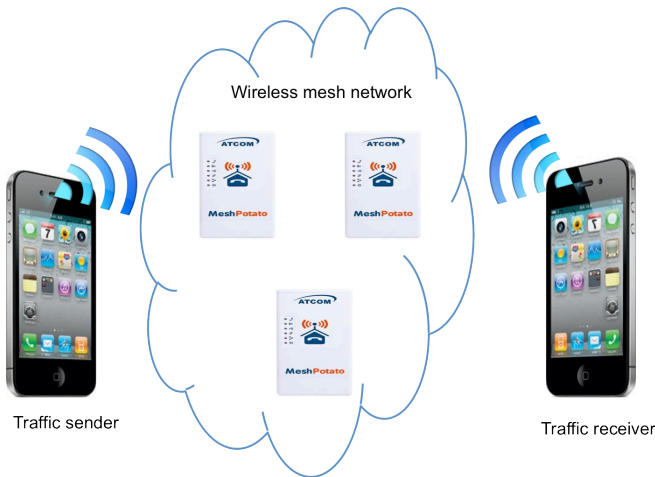 Wireless mesh network
ATCOM
MeshPotato
ATCOM
MeshPotato
ATCOM
MeshPotato
Traffic sender
Traffic receiver